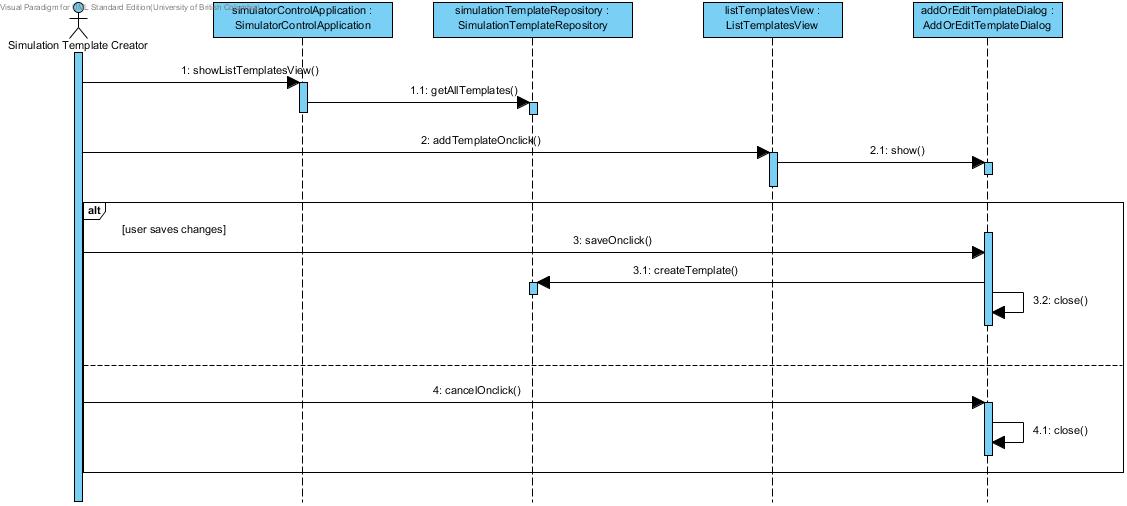 Visual Paradigm for UML Standard Edition(University of British
simulatorControlApplication :
SimulatorControlApplication
simulationTemplateRepository :
SimulationTemplateRepository
listTemplatesView :
ListTemplatesView
addOrEditTemplateDialog :
AddOrEditTemplateDialog
Simulation Template Creator
1: showListTemplatesView()
1.1: getAllTemplates()
2: addTemplateOnclick()
2.1: show()
alt
[user saves changes]
3: saveOnclick()
3.1: createTemplate()
3.2: close()
4: cancelOnclick()
4.1: close()